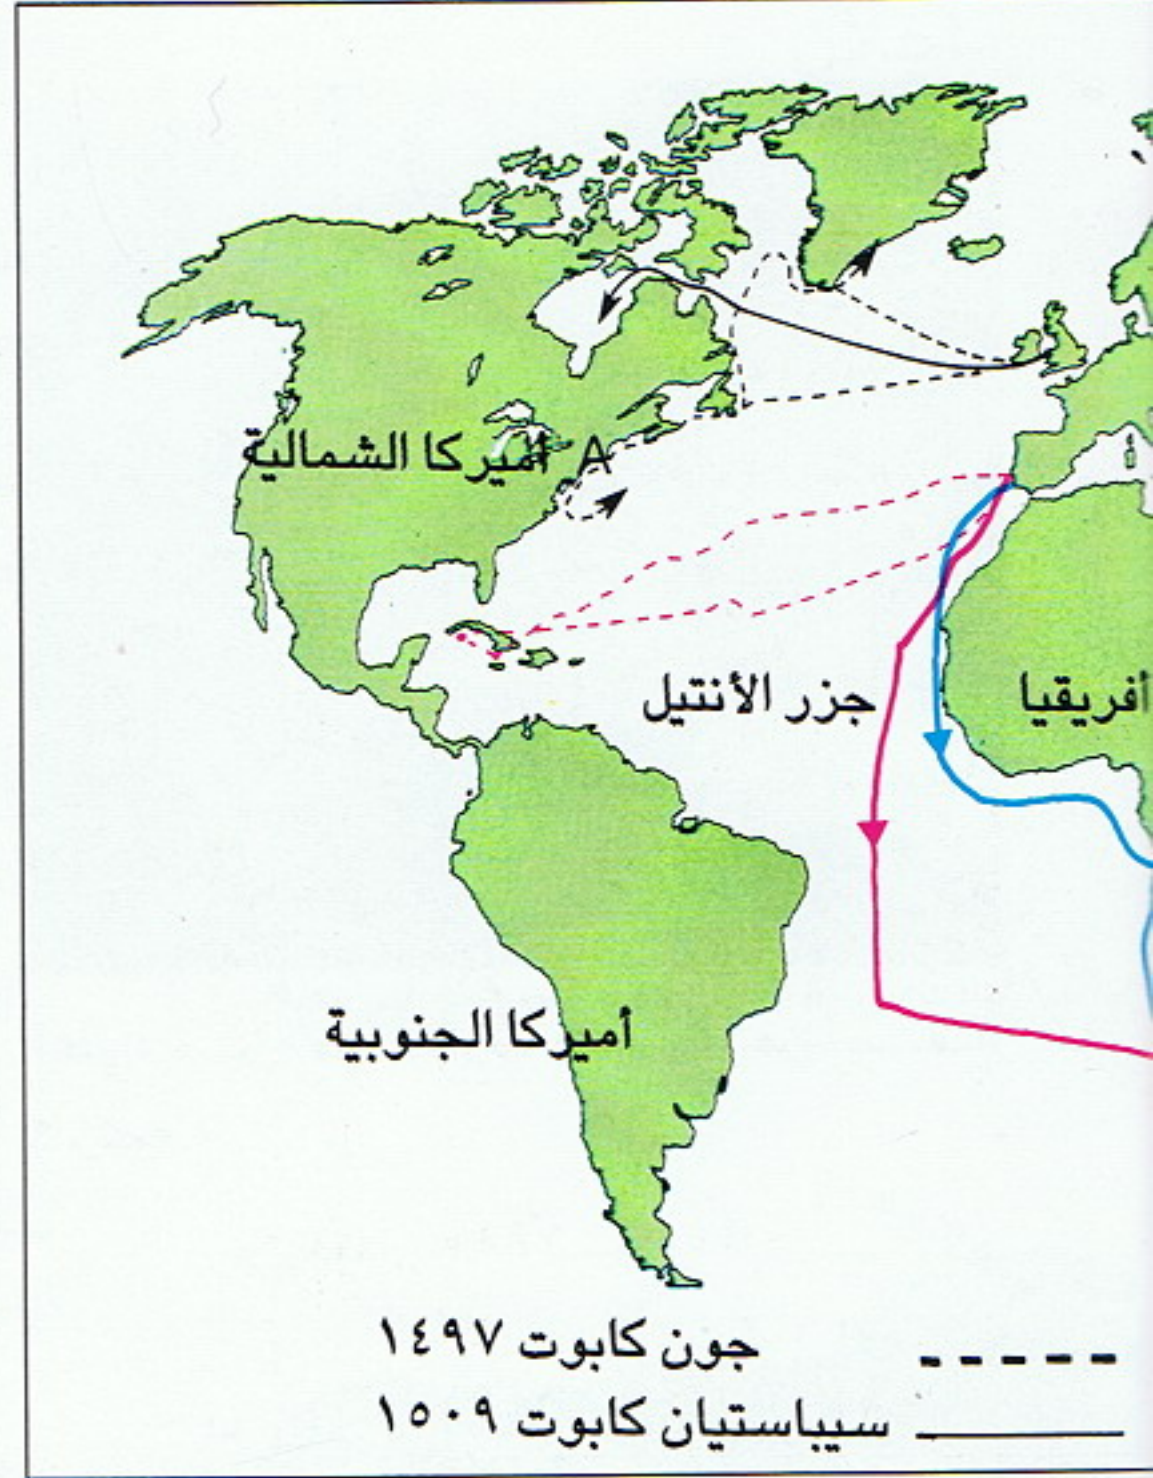 أميركا الشمالية A
أ
جزر الأنتيل
أفريقيا
أميركا الجنوبية
جون كابوت ١٤٩٧
سيباستيان كابوت ١٥٠٩